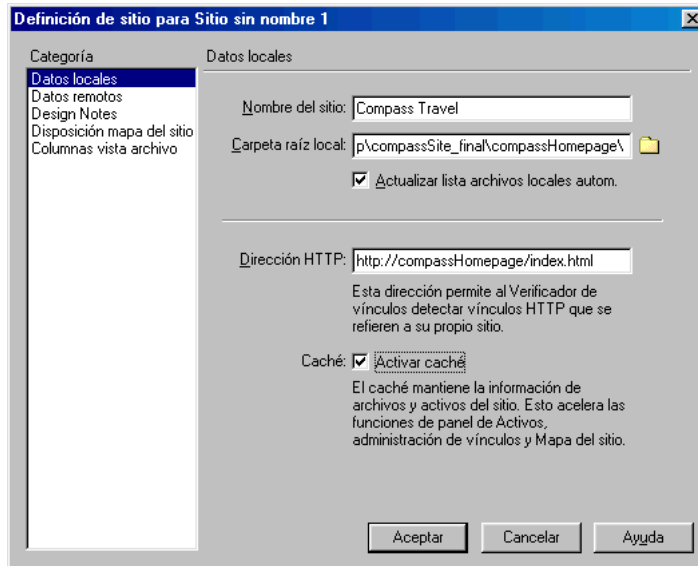 Definición de sitio para Sitio sin nombre 1
Categoría
Datos locales
Datos remotos
Design Notes
Disposición mapa del sitio
Columnas vista archivo
Datos locales
Nombre del sitio: Compass Travel
Carpeta raíz local: p\compassSite_final\compassHomepage\
Actualizar lista archivos locales autom.
Dirección HTTP: http://compassHomepage/index.html
Esta dirección permite al Verificador de
vínculos detectar vínculos HTTP que se
refieren a su propio sitio.
Caché: Activar caché
El caché mantiene la información de
archivos y activos del sitio. Esto acelera las
funciones de panel de Activos,
administración de vínculos y Mapa del sitio.
Aceptar Cancelar Ayuda